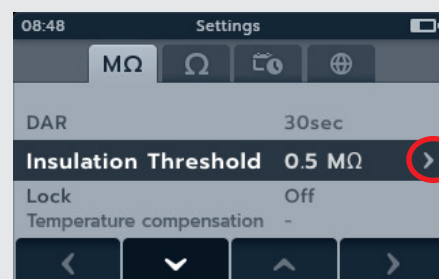 08:48 Settings
MΩ Ω
DAR 30sec
Insulation Threshold 0.5 MΩ
Lock Off
Temperature compensation -